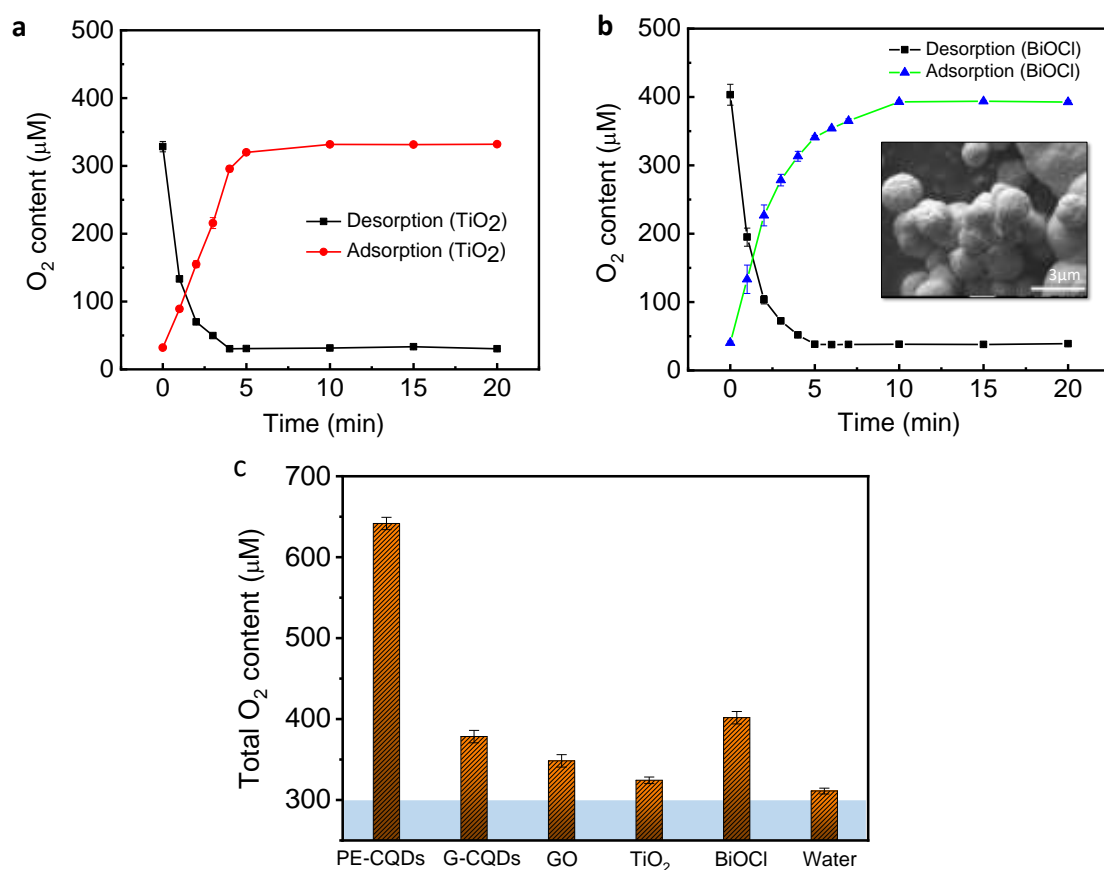 a
500
400
300
200
100
0
O₂ content (μM)
Desorption (TiO₂)
Adsorption (TiO₂)
0 5 10 15 20
Time (min)
b
500
400
300
200
100
0
O₂ content (μM)
Desorption (BiOCl)
Adsorption (BiOCl)
3μm
0 5 10 15 20
Time (min)
c
700
600
500
400
300
Total O₂ content (μM)
PE-CQDs G-CQDs GO TiO₂ BiOCl Water